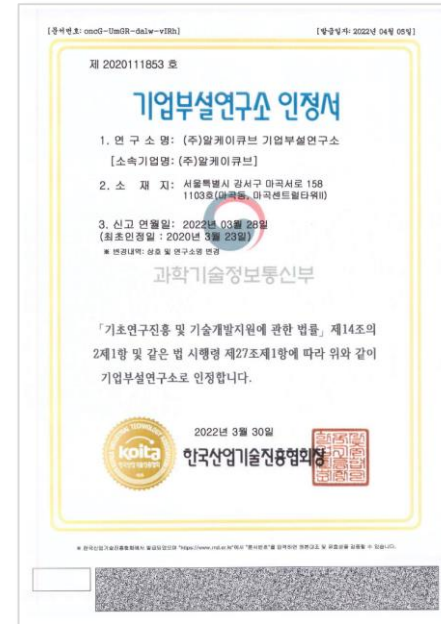 [문서번호: oncG-UmGR-dalw-vIRh] [발급일자: 2022년 04월 05일]
제 2020111853 호
기업부설연구소 인정서
1. 연 구 소 명: (주)알케이큐브 기업부설연구소
[소속기업명: (주)알케이큐브]
2. 소 재 지: 서울특별시 강서구 마곡서로 158
1103호(마곡동, 마곡센트럴타워II)
3. 신고 연월일: 2022년 03월 28일
(최초인정일 : 2020년 3월 23일)
※ 변경내역: 상호 및 연구소명 변경
과학기술정보통신부
「기초연구진흥 및 기술개발지원에 관한 법률」 제14조의
2제1항 및 같은 법 시행령 제27조제1항에 따라 위와 같이
기업부설연구소로 인정합니다.
2022년 3월 30일
koita
한국산업기술진흥협회장